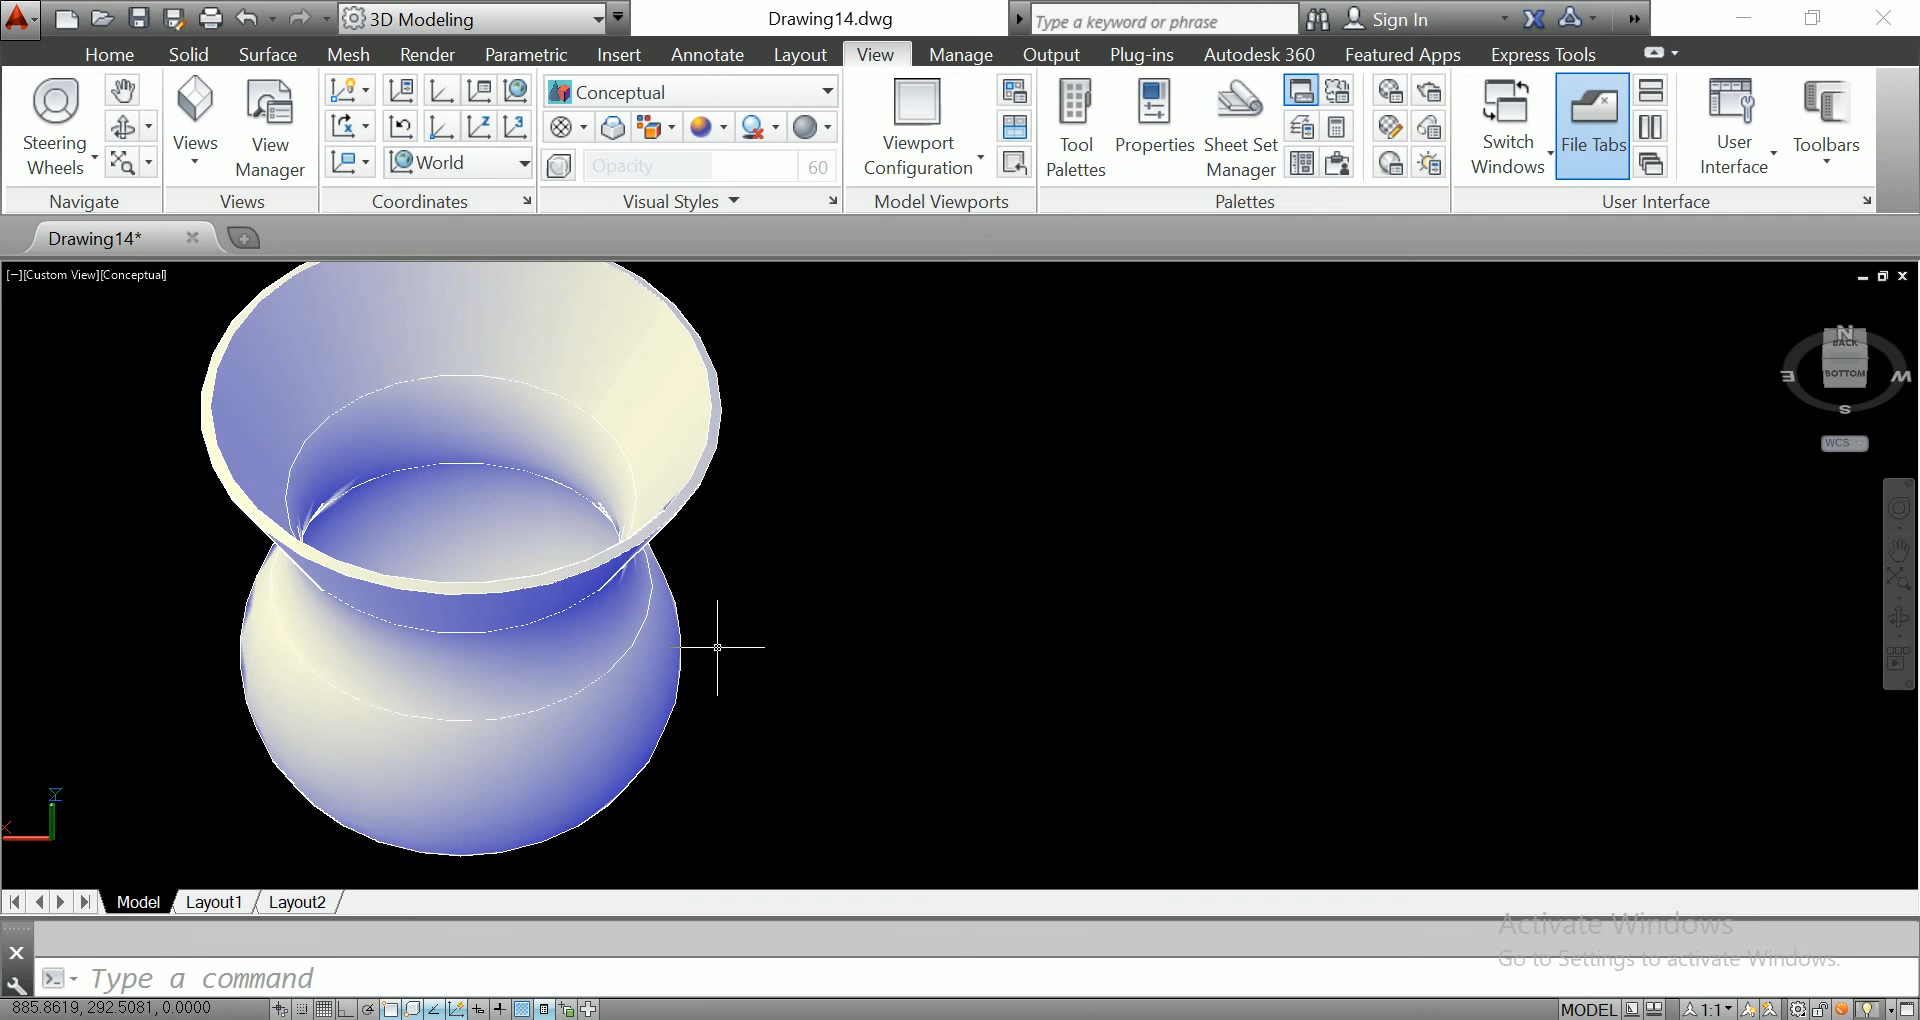 3D Modeling
Drawing14.dwg
Type a keyword or phrase
Sign In
Home Solid Surface Mesh Render Parametric Insert Annotate Layout View Manage Output Plug-ins Autodesk 360 Featured Apps Express Tools
Steering
Wheels
Navigate
Views
View
Manager
Views
World
Coordinates
Conceptual
Opacity 60
Visual Styles
Viewport
Configuration
Model Viewports
Tool
Palettes
Properties
Sheet Set
Manager
Palettes
Switch
Windows
File Tabs
User
Interface
Toolbars
User Interface
Drawing14*
[−][Custom View][Conceptual]
N
BACK
BOTTOM
E
W
S
WCS
Y
X
Model Layout1 Layout2
Activate Windows
Go to Settings to activate Windows.
Type a command
885.8619, 292.5081, 0.0000
MODEL
1:1